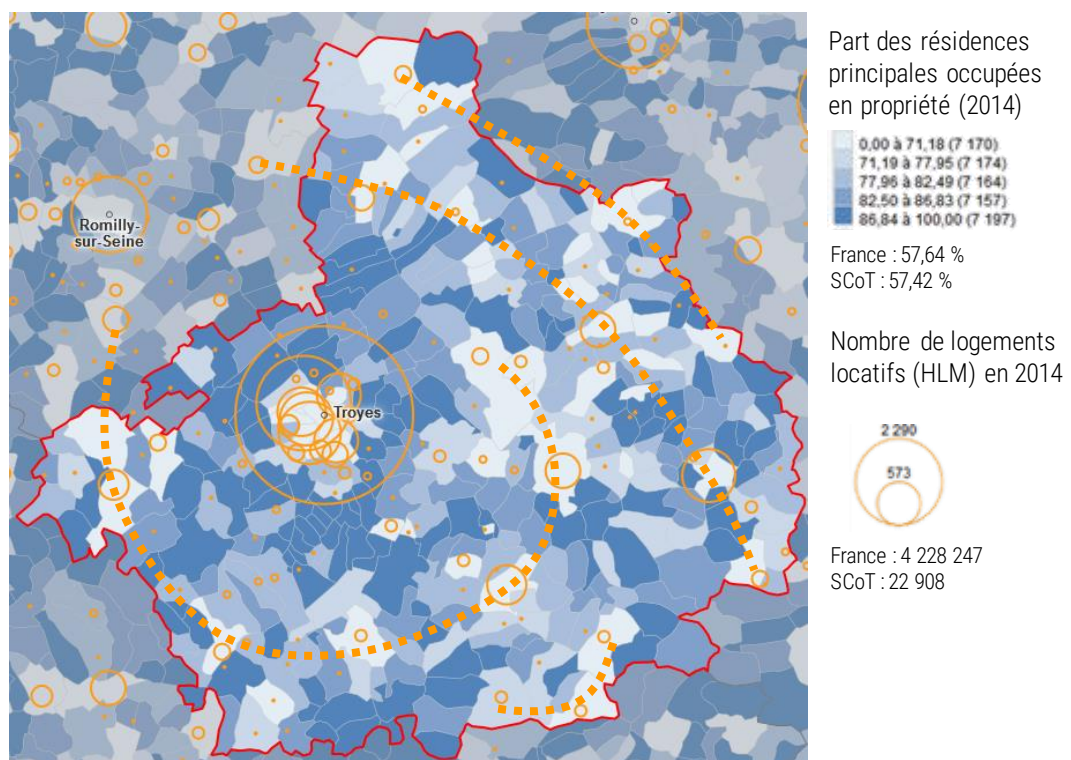 Romilly-
sur-Seine
Troyes
Part des résidences
principales occupées
en propriété (2014)
0,00 à 71,18 (7 170)
71,19 à 77,95 (7 174)
77,96 à 82,49 (7 164)
82,50 à 86,83 (7 157)
86,84 à 100,00 (7 197)
France : 57,64 %
SCoT : 57,42 %
Nombre de logements
locatifs (HLM) en 2014
2 290
573
France : 4 228 247
SCoT : 22 908